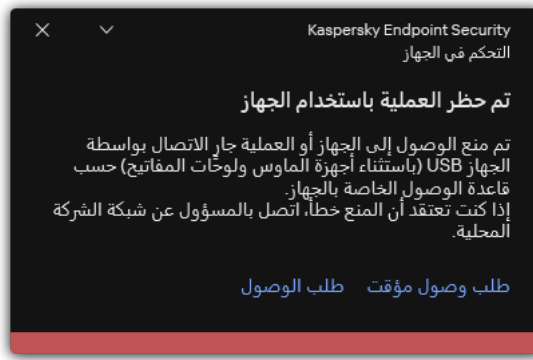 Kaspersky Endpoint Security
التحكم في الجهاز
تم حظر العملية باستخدام الجهاز
تم منع الوصول إلى الجهاز أو العملية جارٍ الاتصال بواسطة
الجهاز USB (باستثناء أجهزة الماوس ولوحات المفاتيح) حسب
قاعدة الوصول الخاصة بالجهاز.
إذا كنت تعتقد أن المنع خطأ، اتصل بالمسؤول عن شبكة الشركة
المحلية.
طلب وصول مؤقت طلب الوصول